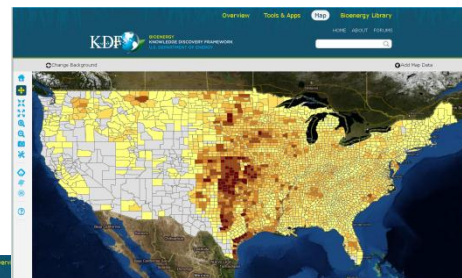 Overview Tools & Apps Map Bioenergy Library
HOME ABOUT FORUMS
KDF
BIOENERGY
KNOWLEDGE DISCOVERY FRAMEWORK
U.S. DEPARTMENT OF ENERGY
Change Background
Add Map Data